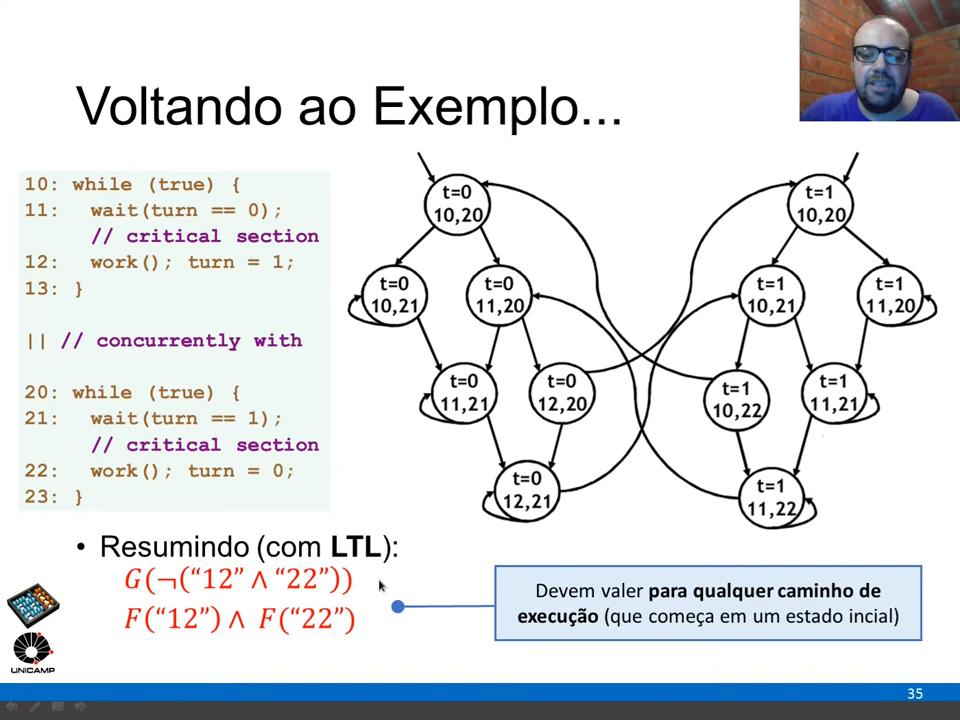 Voltando ao Exemplo...
10: while (true) {
11: wait(turn == 0);
// critical section
12: work(); turn = 1;
13: }
|| // concurrently with
20: while (true) {
21: wait(turn == 1);
// critical section
22: work(); turn = 0;
23: }
t=0
10,20
t=0
10,21
t=0
11,20
t=0
11,21
t=0
12,20
t=0
12,21
t=1
10,20
t=1
10,21
t=1
11,20
t=1
10,22
t=1
11,21
t=1
11,22
• Resumindo (com LTL):
G(¬(“12” ∧ “22”))
F(“12”) ∧ F(“22”)
Devem valer para qualquer caminho de
execução (que começa em um estado incial)
UNICAMP
35